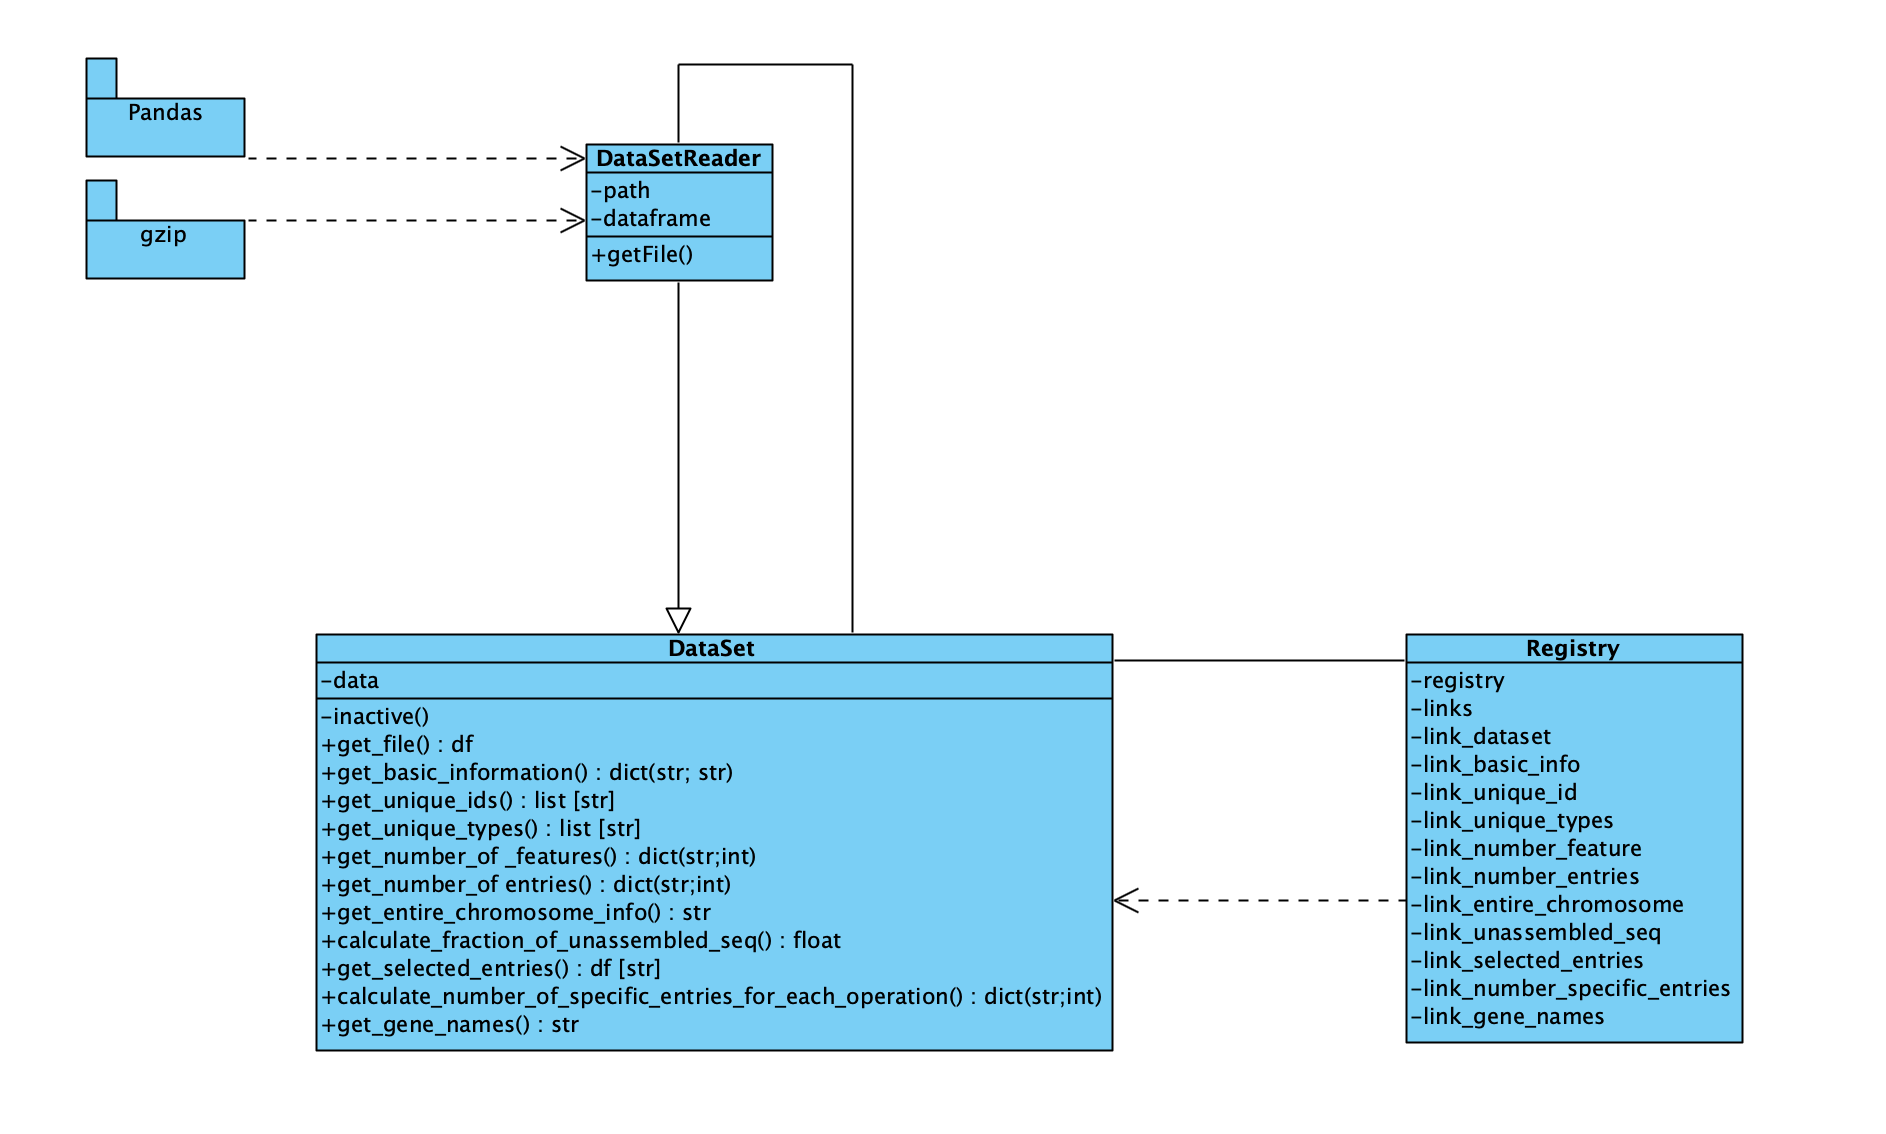 Pandas
gzip
DataSetReader
-path
-dataframe
+getFile()
DataSet
-data
-inactive()
+get_file() : df
+get_basic_information() : dict(str; str)
+get_unique_ids() : list [str]
+get_unique_types() : list [str]
+get_number_of _features() : dict(str;int)
+get_number_of entries() : dict(str;int)
+get_entire_chromosome_info() : str
+calculate_fraction_of_unassembled_seq() : float
+get_selected_entries() : df [str]
+calculate_number_of_specific_entries_for_each_operation() : dict(str;int)
+get_gene_names() : str
Registry
-registry
-links
-link_dataset
-link_basic_info
-link_unique_id
-link_unique_types
-link_number_feature
-link_number_entries
-link_entire_chromosome
-link_unassembled_seq
-link_selected_entries
-link_number_specific_entries
-link_gene_names